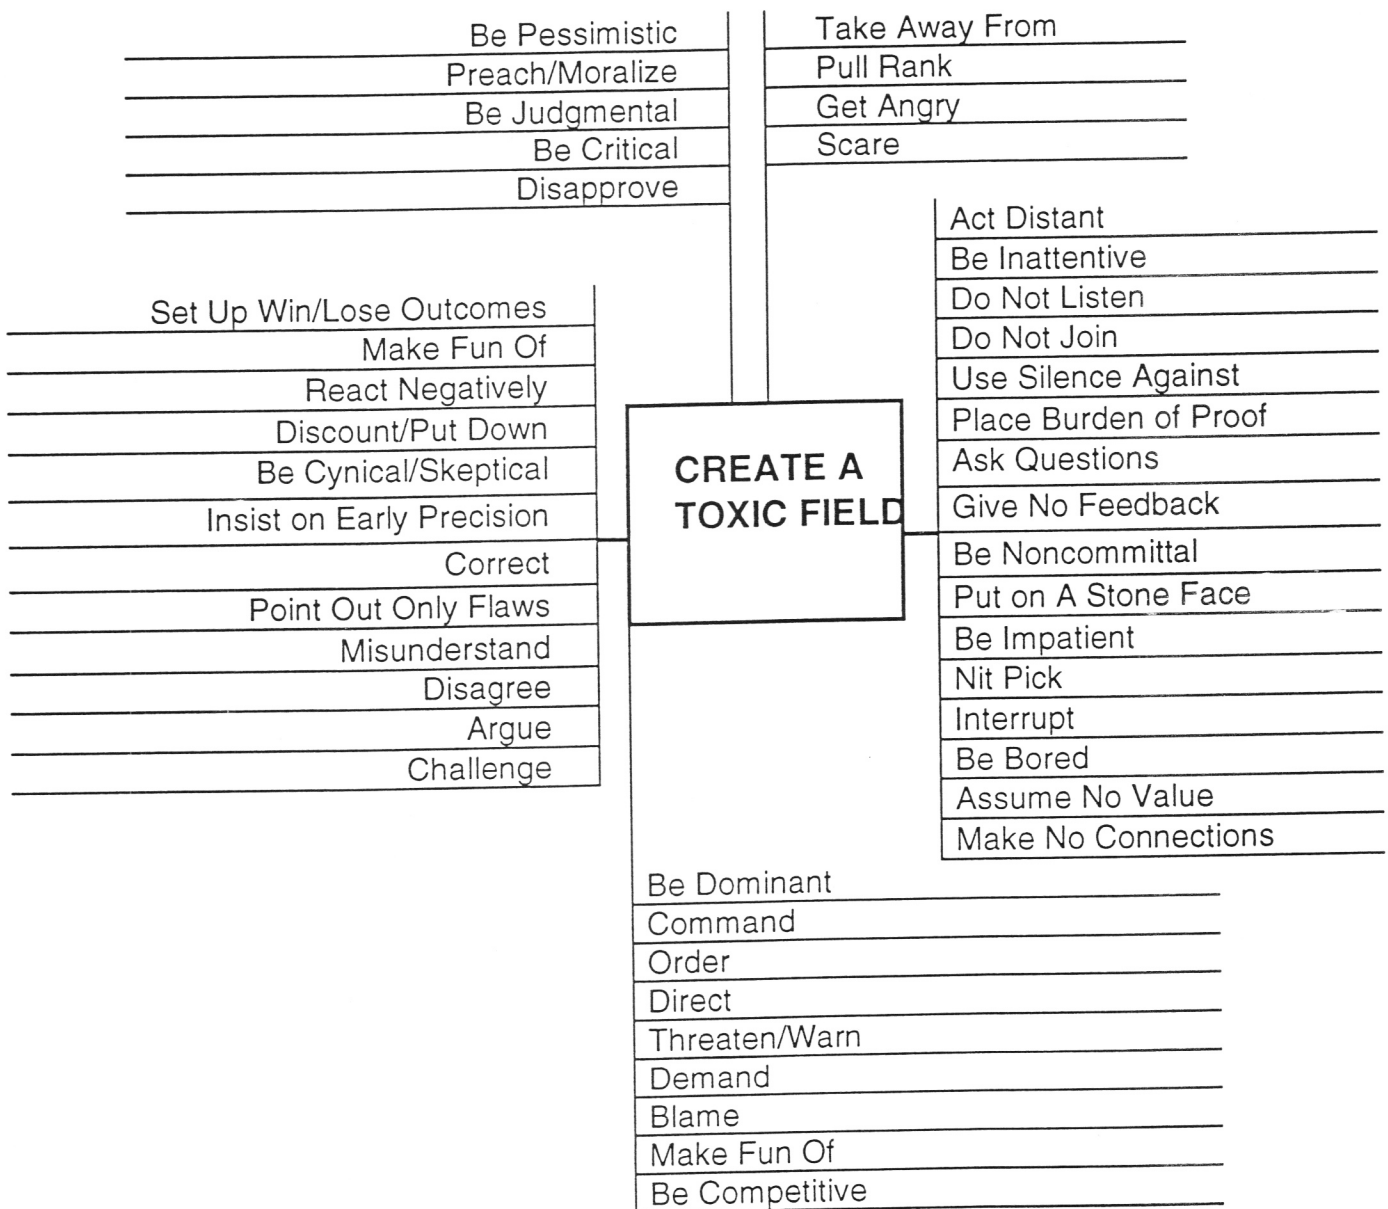 Be Pessimistic
Preach/Moralize
Be Judgmental
Be Critical
Disapprove
Take Away From
Pull Rank
Get Angry
Scare
Set Up Win/Lose Outcomes
Make Fun Of
React Negatively
Discount/Put Down
Be Cynical/Skeptical
Insist on Early Precision
Correct
Point Out Only Flaws
Misunderstand
Disagree
Argue
Challenge
CREATE A
TOXIC FIELD
Act Distant
Be Inattentive
Do Not Listen
Do Not Join
Use Silence Against
Place Burden of Proof
Ask Questions
Give No Feedback
Be Noncommittal
Put on A Stone Face
Be Impatient
Nit Pick
Interrupt
Be Bored
Assume No Value
Make No Connections
Be Dominant
Command
Order
Direct
Threaten/Warn
Demand
Blame
Make Fun Of
Be Competitive